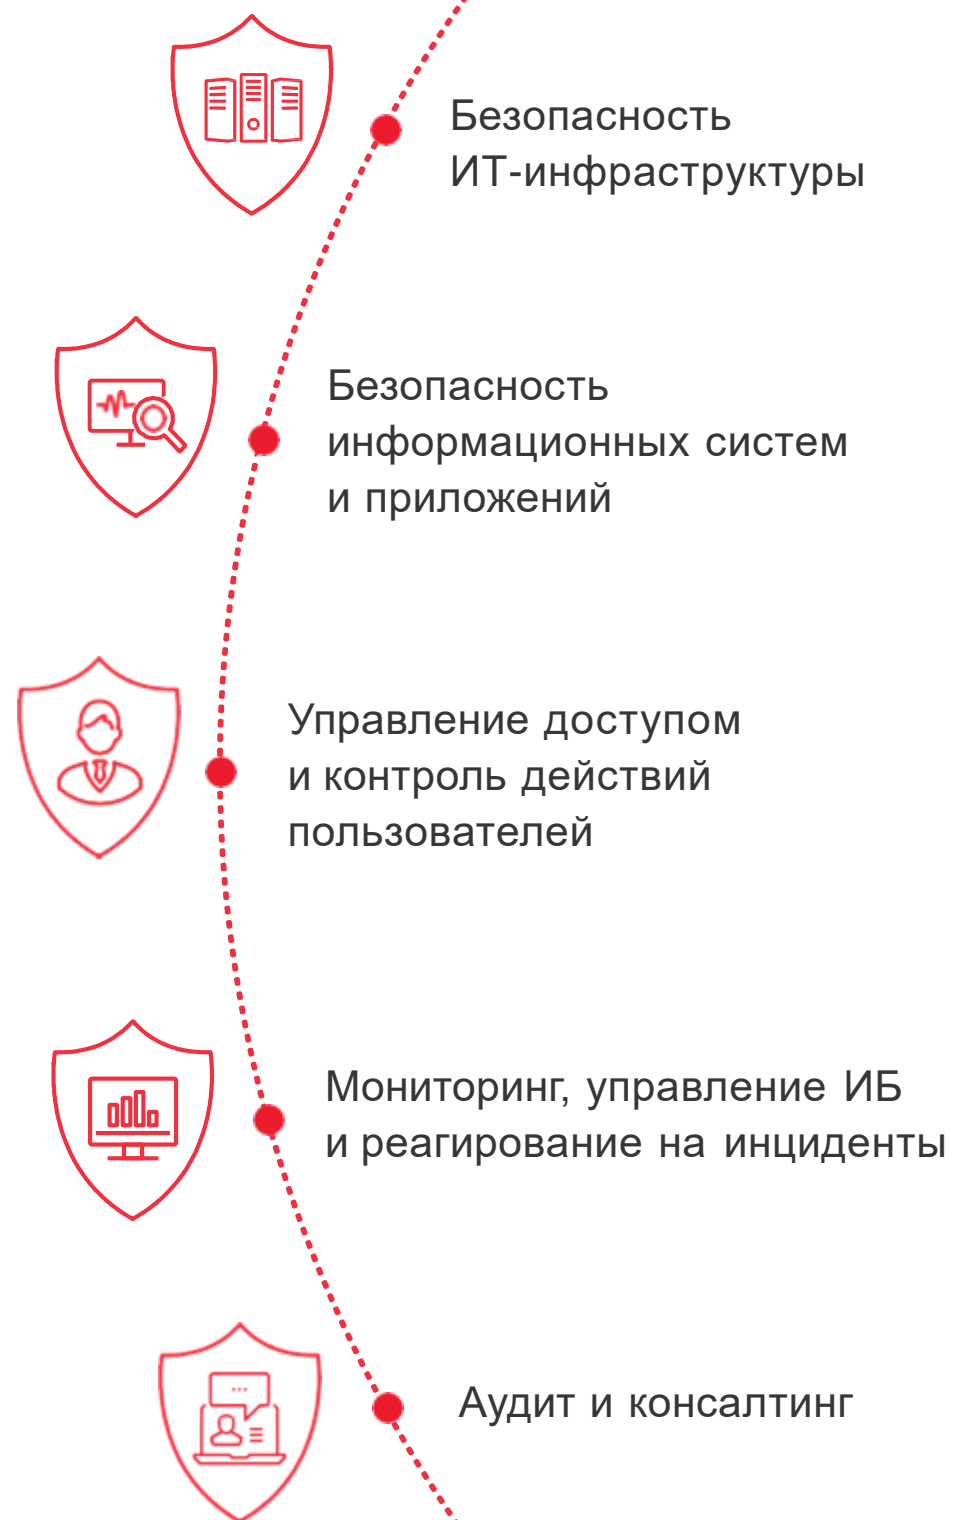 Безопасность
ИТ-инфраструктуры
Безопасность
информационных систем
и приложений
Управление доступом
и контроль действий
пользователей
Мониторинг, управление ИБ
и реагирование на инциденты
Аудит и консалтинг